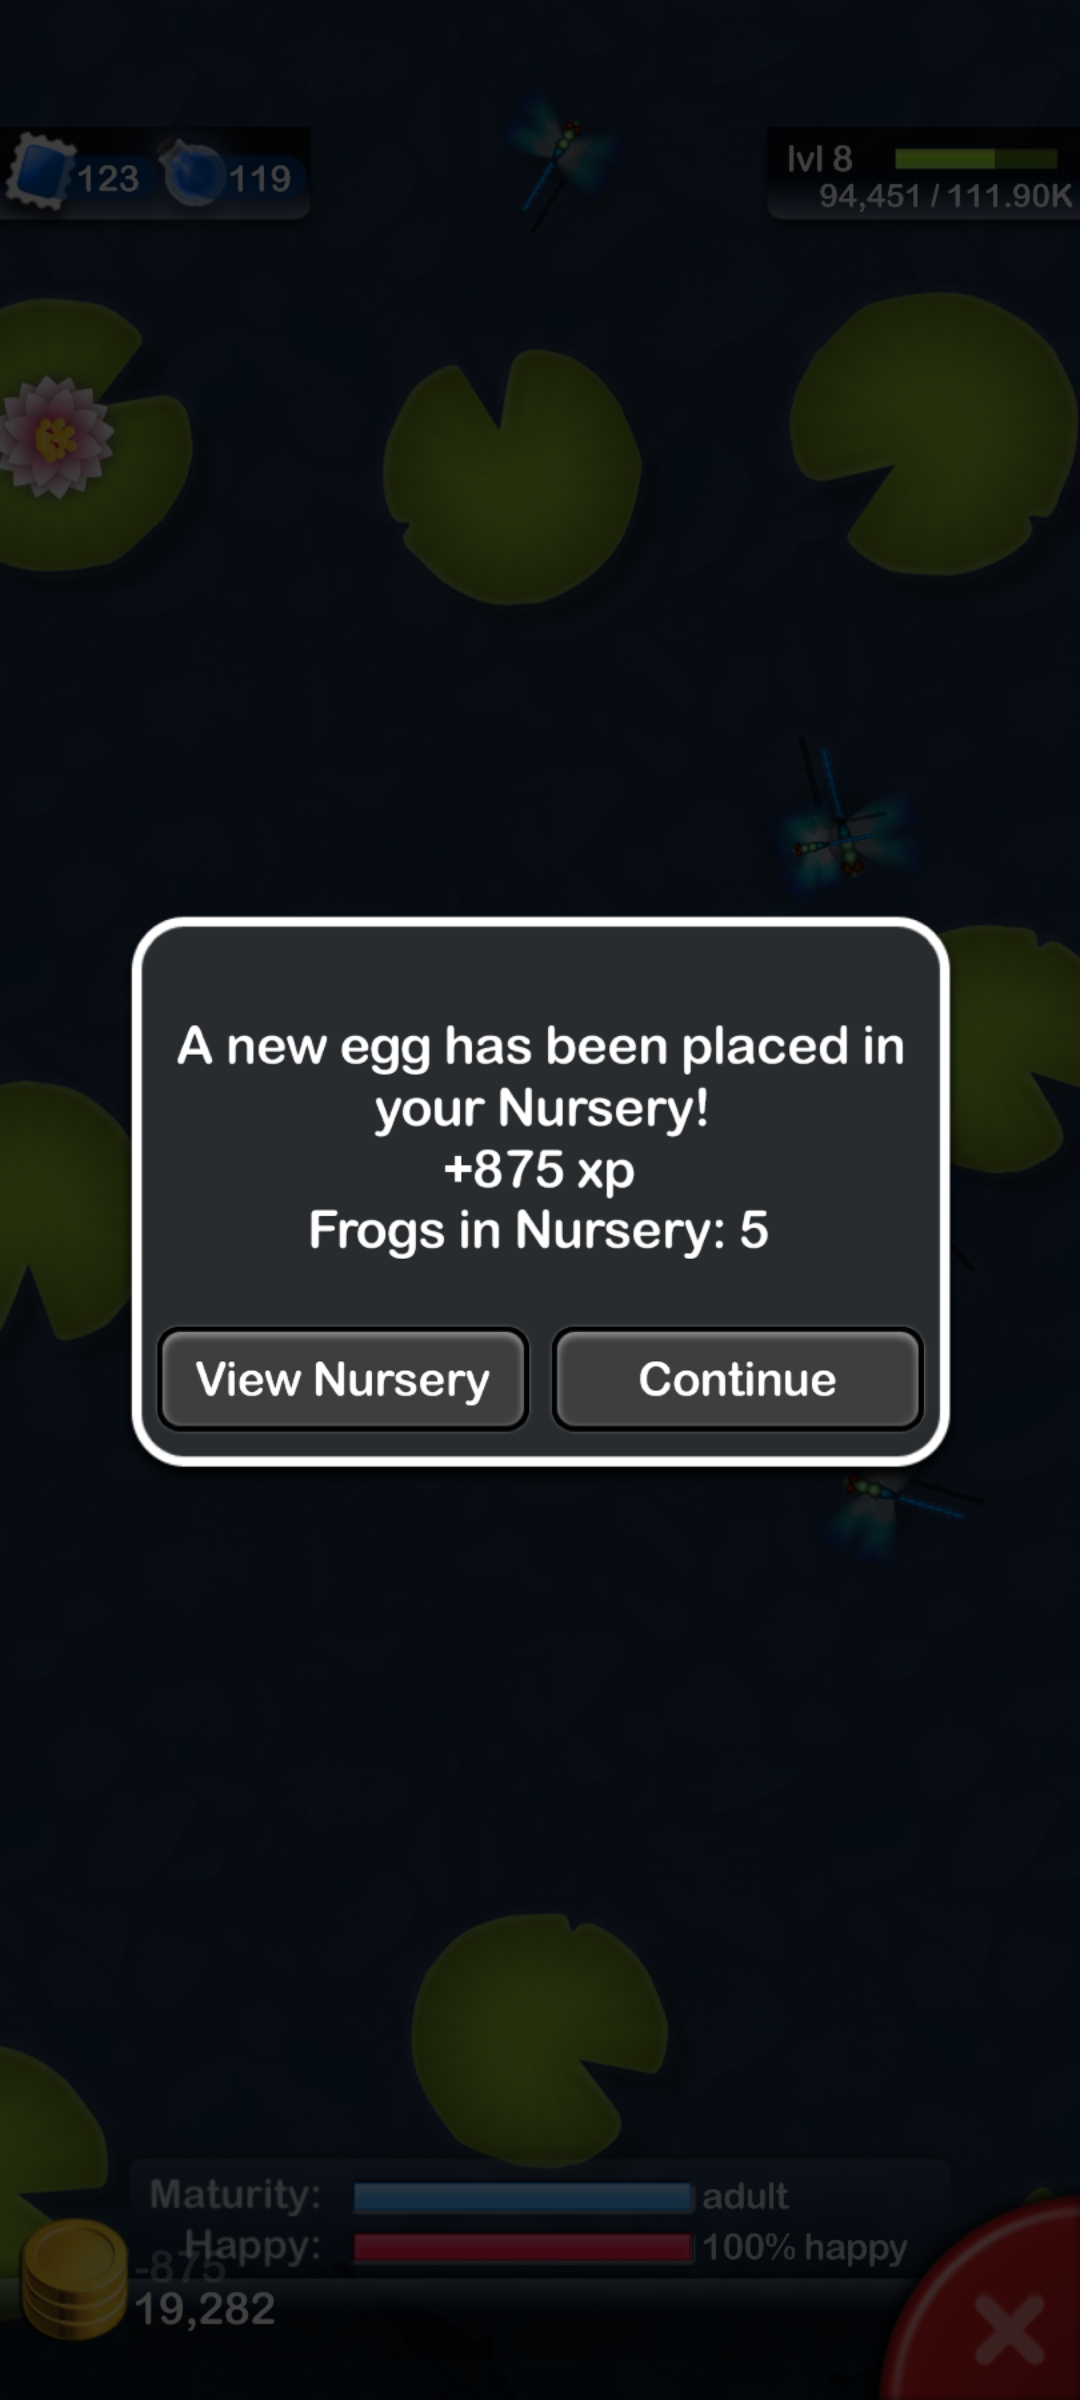 123 119
lvl 8
94,451 / 111.90K
A new egg has been placed in
your Nursery!
+875 xp
Frogs in Nursery: 5
View Nursery
Continue
Maturity: adult
Happy: 100% happy
-875
19,282